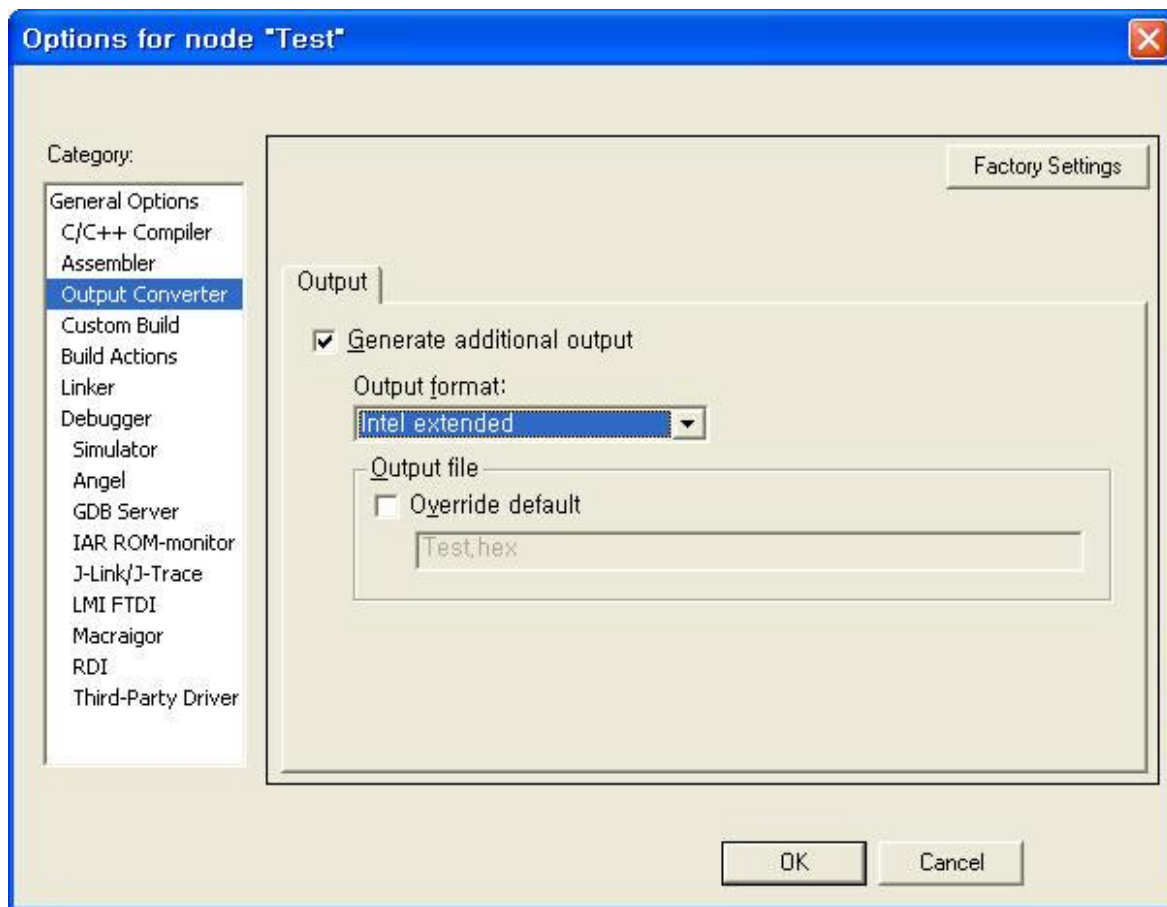 Options for node "Test"
Category:
Factory Settings
General Options
C/C++ Compiler
Assembler
Output Converter
Custom Build
Build Actions
Linker
Debugger
Simulator
Angel
GDB Server
IAR ROM-monitor
J-Link/J-Trace
LMI FTDI
Macraigor
RDI
Third-Party Driver
Output
Generate additional output
Output format:
Intel extended
Output file
Override default
Test.hex
OK
Cancel